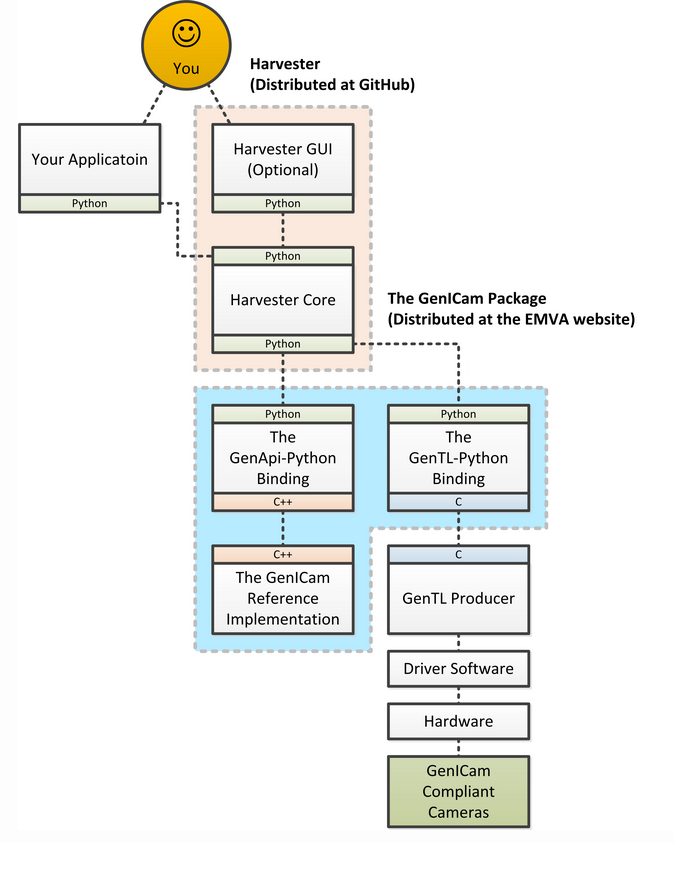 You
Harvester
(Distributed at GitHub)
Your Applicatoin
Python
Harvester GUI
(Optional)
Python
Python
Harvester Core
Python
The GenICam Package
(Distributed at the EMVA website)
Python
The
GenApi-Python
Binding
C++
Python
The
GenTL-Python
Binding
C
C++
The GenICam
Reference
Implementation
C
GenTL Producer
Driver Software
Hardware
GenICam
Compliant
Cameras